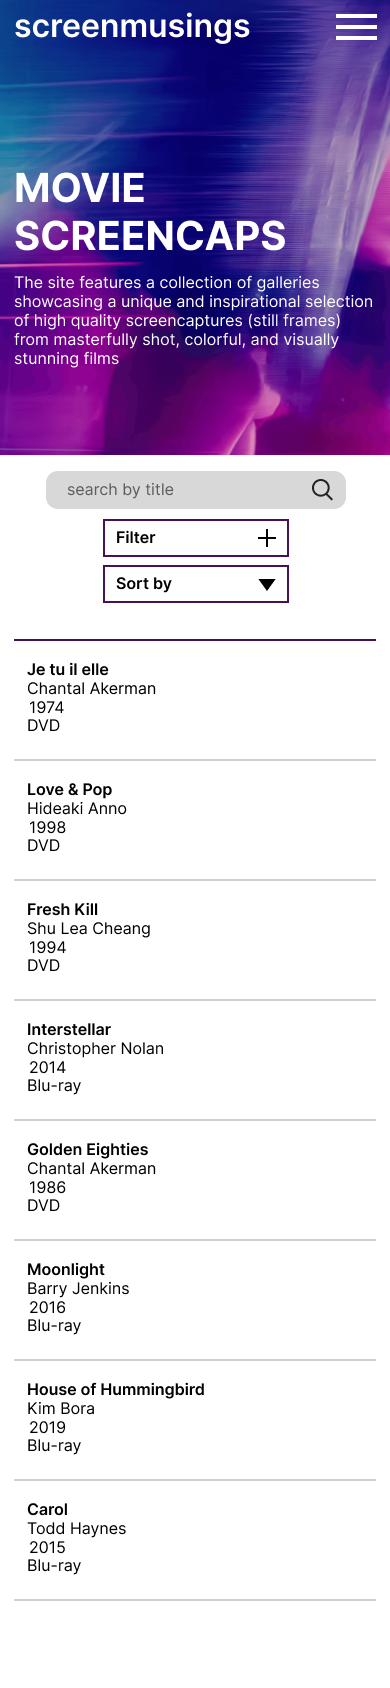 screenmusings
MOVIE
SCREENCAPS
The site features a collection of galleries
showcasing a unique and inspirational selection
of high quality screencaptures (still frames)
from masterfully shot, colorful, and visually
stunning films
search by title
Filter
Sort by
Je tu il elle
Chantal Akerman
1974
DVD
Love & Pop
Hideaki Anno
1998
DVD
Fresh Kill
Shu Lea Cheang
1994
DVD
Interstellar
Christopher Nolan
2014
Blu-ray
Golden Eighties
Chantal Akerman
1986
DVD
Moonlight
Barry Jenkins
2016
Blu-ray
House of Hummingbird
Kim Bora
2019
Blu-ray
Carol
Todd Haynes
2015
Blu-ray